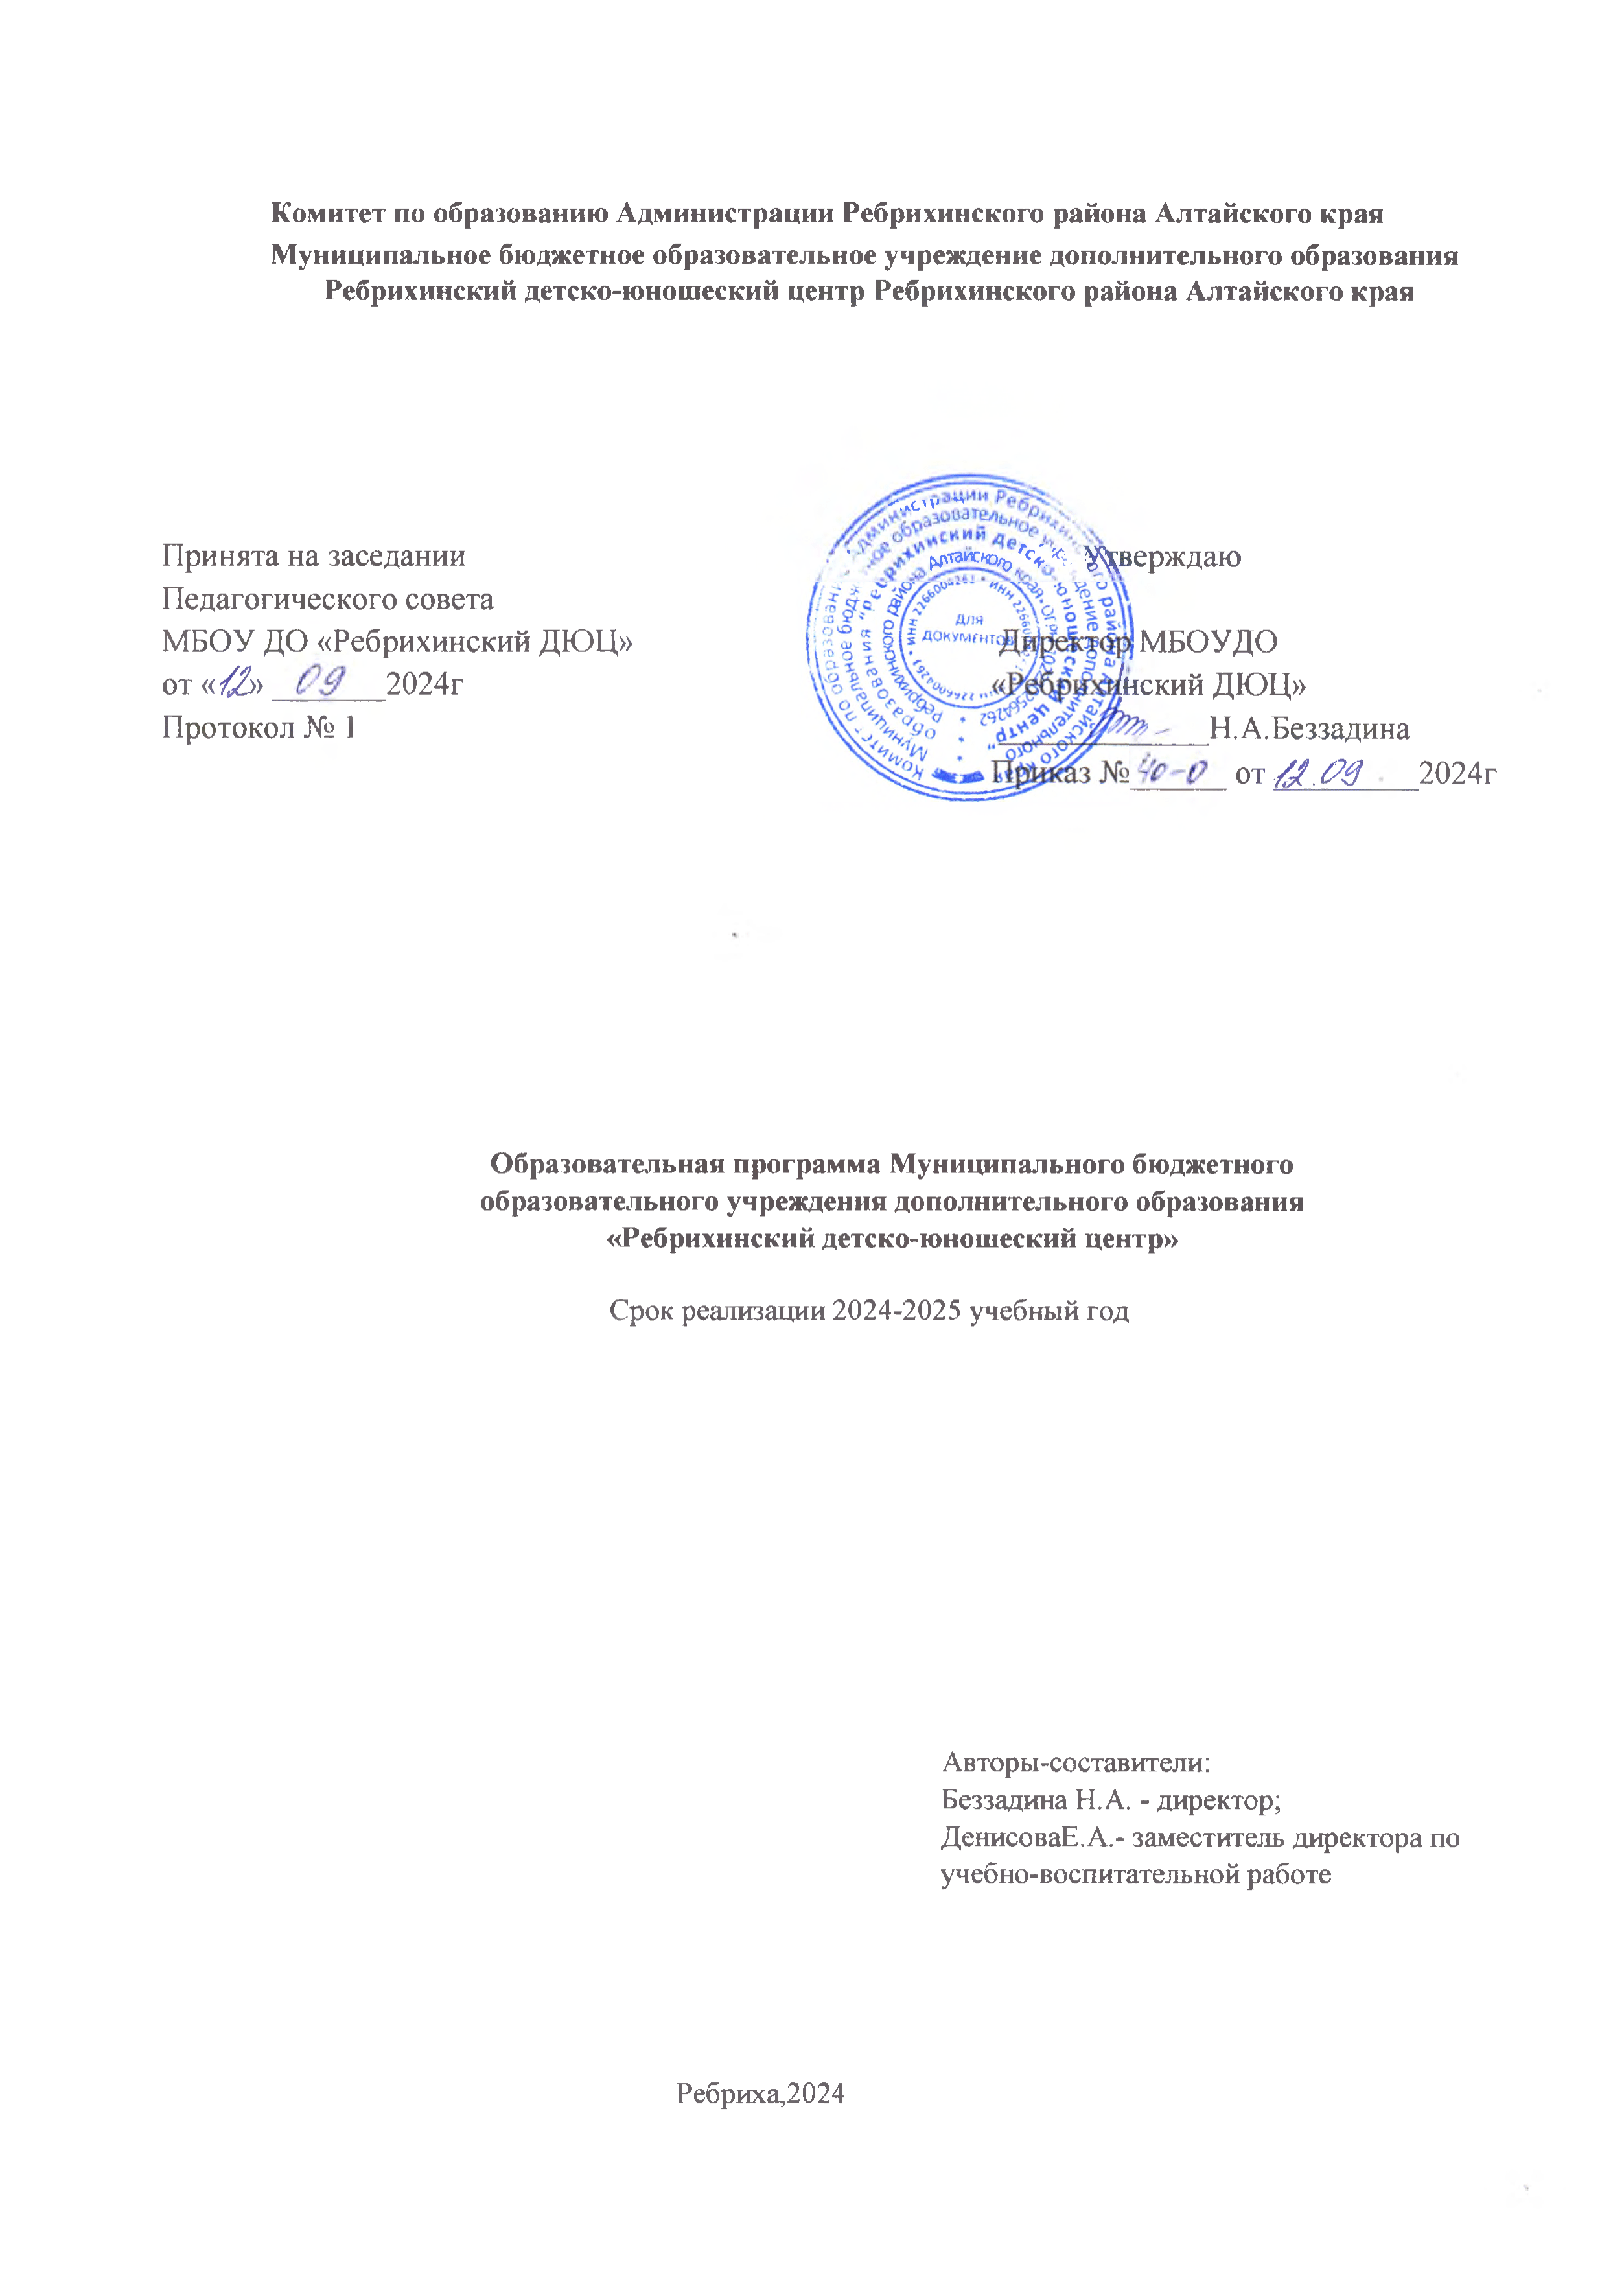 Комитет по образованию Администрации Ребрихинского района Алтайского края
Муниципальное бюджетное образовательное учреждение дополнительного образования
Ребрихинский детско-юношеский центр Ребрихинского района Алтайского края
Принята на заседании
Педагогического совета
МБОУ ДО «Ребрихинский ДЮЦ»
от «12» 09 2024г
Протокол № 1
Утверждаю
Директор МБОУДО
«Ребрихинский ДЮЦ»
Н.А.Беззадина
Приказ № 40-0 от 12.09 2024г
ДЛЯ
ДОКУМЕНТОВ
Образовательная программа Муниципального бюджетного
образовательного учреждения дополнительного образования
«Ребрихинский детско-юношеский центр»
Срок реализации 2024-2025 учебный год
Авторы-составители:
Беззадина Н.А. - директор;
ДенисоваЕ.А.- заместитель директора по
учебно-воспитательной работе
Ребриха,2024